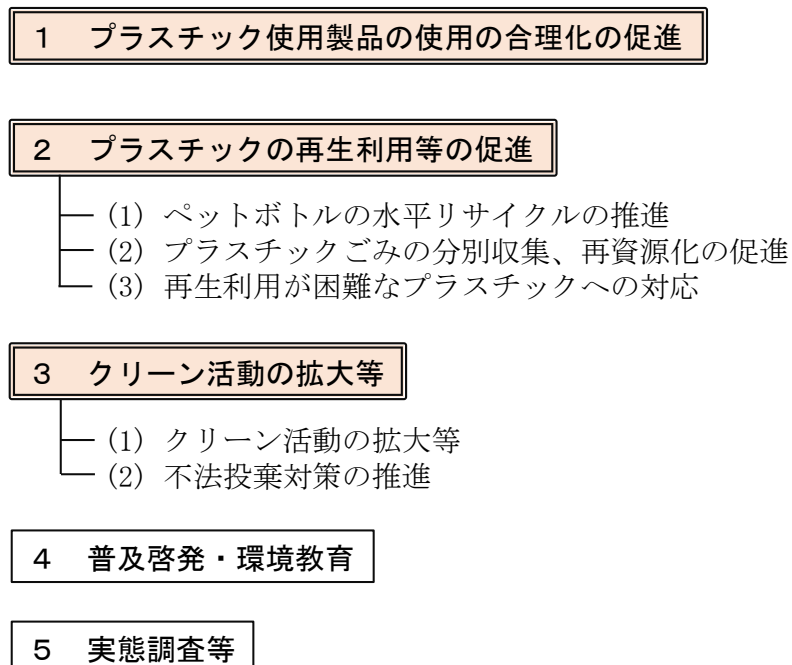 １　プラスチック使用製品の使用の合理化の促進
２　プラスチックの再生利用等の促進
(1) ペットボトルの水平リサイクルの推進
(2) プラスチックごみの分別収集、再資源化の促進
(3) 再生利用が困難なプラスチックへの対応
３　クリーン活動の拡大等
(1) クリーン活動の拡大等
(2) 不法投棄対策の推進
４　普及啓発・環境教育
５　実態調査等